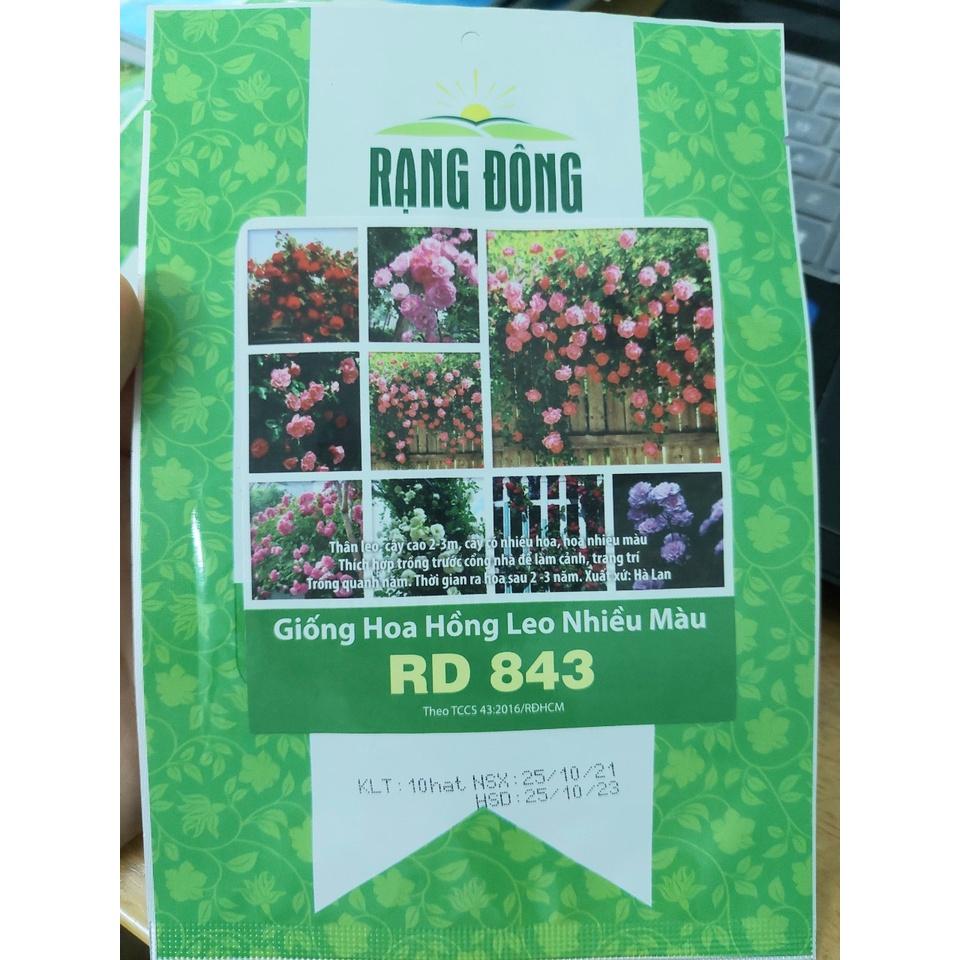 RẠNG ĐÔNG
Thân leo, cây cao 2-3m, cây có nhiều hoa, hoa nhiều màu
Thích hợp trồng trước cổng nhà để làm cảnh, trang trí
Trồng quanh năm. Thời gian ra hoa sau 2 -3 năm. Xuất xứ: Hà Lan
Giống Hoa Hồng Leo Nhiều Màu
RD 843
Theo TCCS 43:2016/RĐHCM
KLT: 10hat NSX: 25/10/21
HSD: 25/10/23